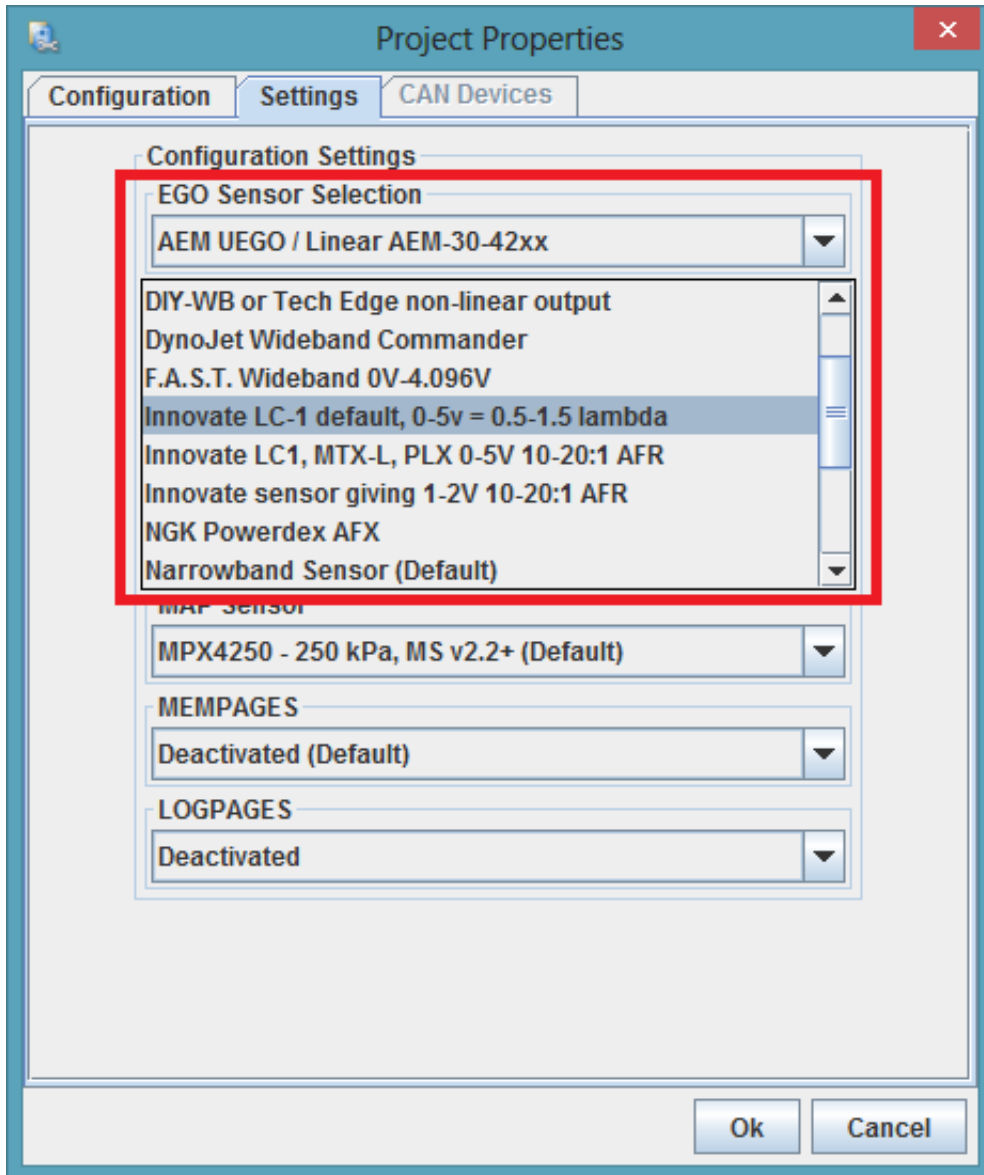 Project Properties
Configuration Settings CAN Devices
Configuration Settings
EGO Sensor Selection
AEM UEGO / Linear AEM-30-42xx
DIY-WB or Tech Edge non-linear output
DynoJet Wideband Commander
F.A.S.T. Wideband 0V-4.096V
Innovate LC-1 default, 0-5v = 0.5-1.5 lambda
Innovate LC1, MTX-L, PLX 0-5V 10-20:1 AFR
Innovate sensor giving 1-2V 10-20:1 AFR
NGK Powerdex AFX
Narrowband Sensor (Default)
MAP Sensor
MPX4250 - 250 kPa, MS v2.2+ (Default)
MEMPAGES
Deactivated (Default)
LOGPAGES
Deactivated
Ok Cancel